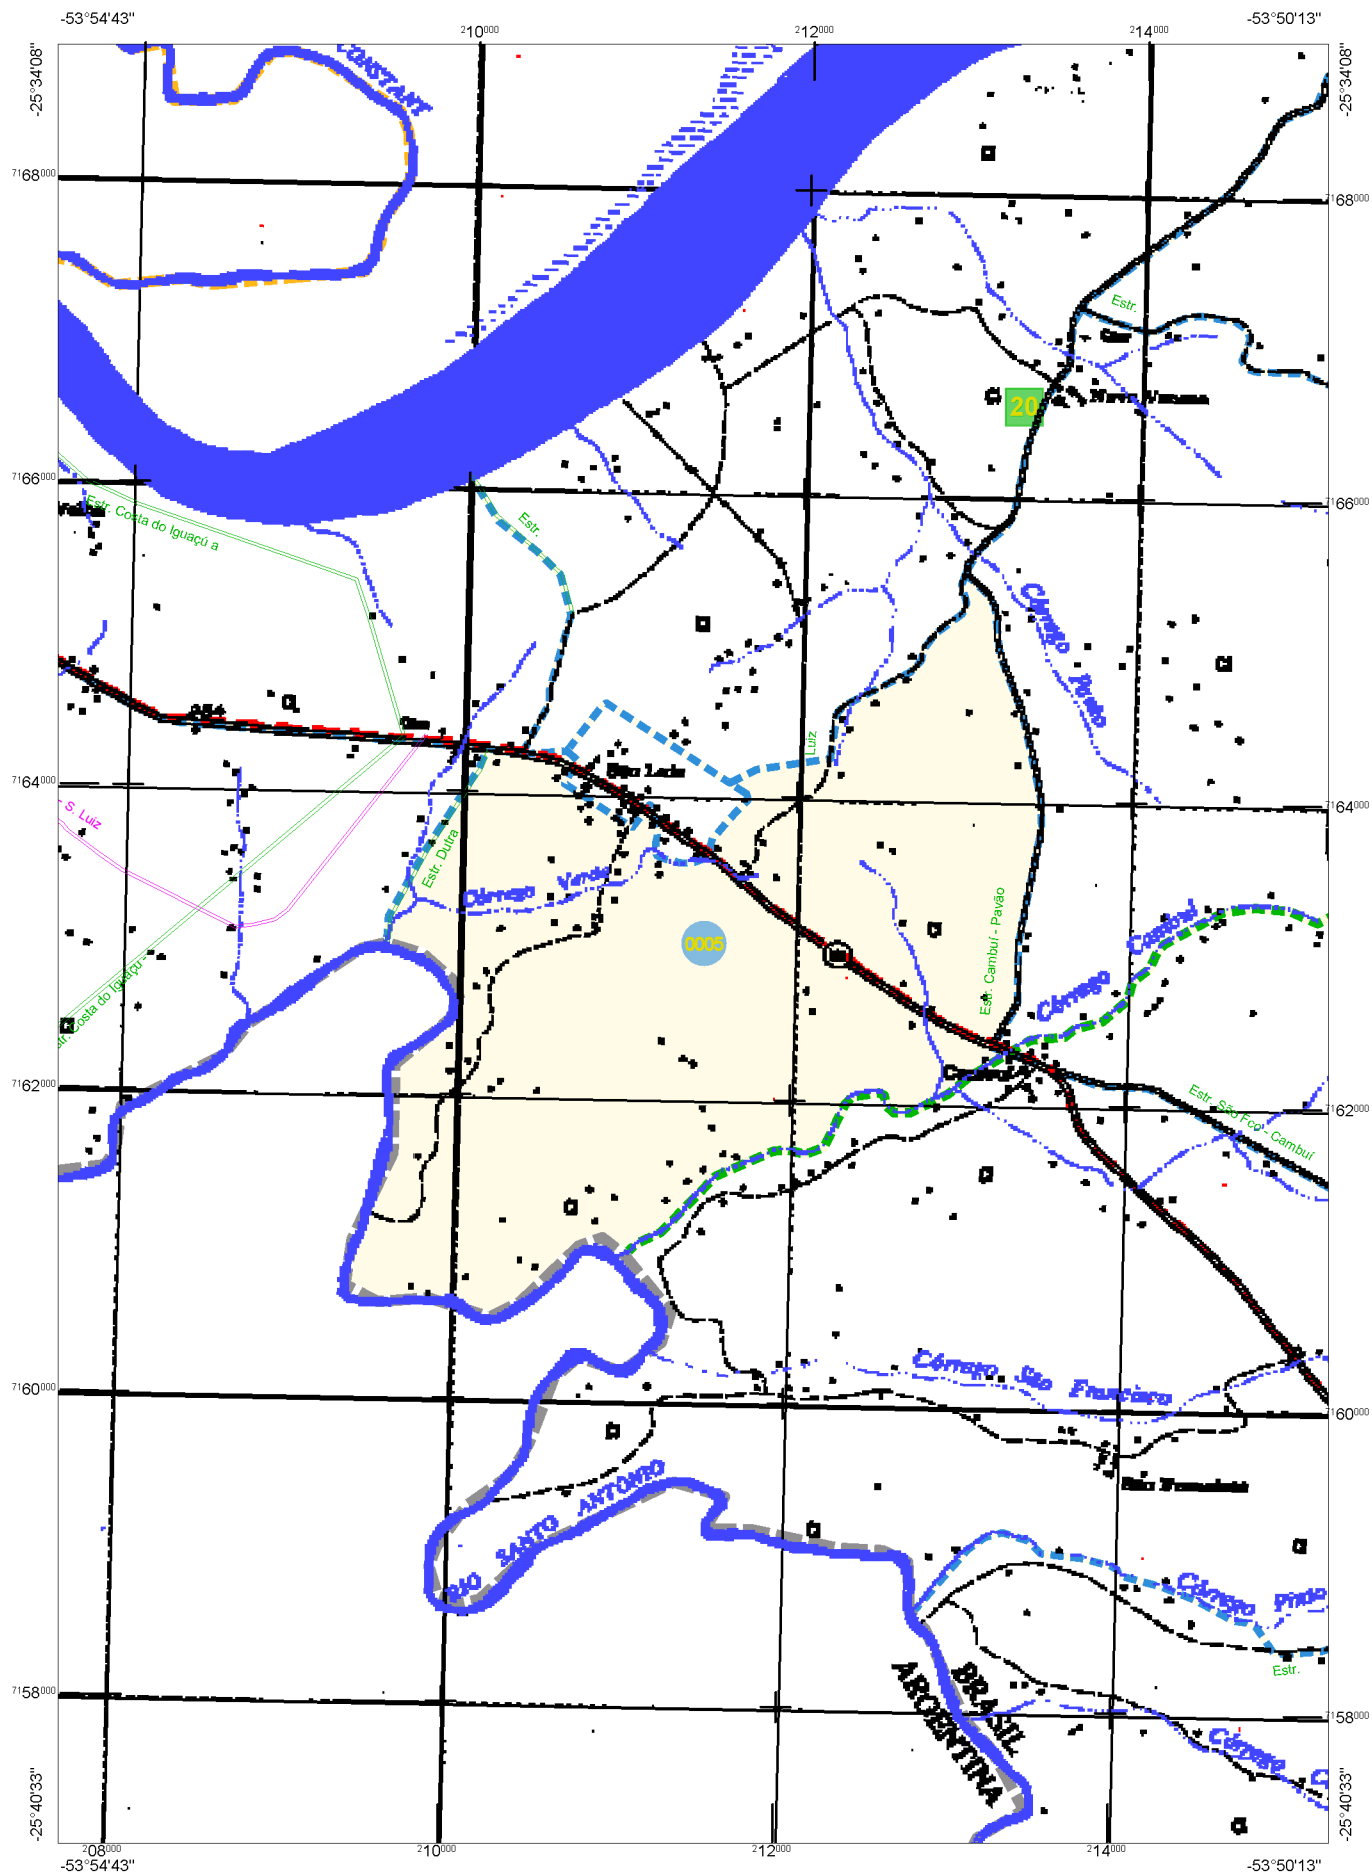 -53°54'43"
-53°50'13"
210000
212000
214000
-25°34'08"
-25°34'08"
CONSTANT
7168000
7168000
Estr.
20
7166000
7166000
Estr. Costa do Iguaçú a
Estr.
Córrego
Luiz
São Luiz
7164000
7164000
S. Luiz
Estr. Dutra
Córrego Verde
0005
Estr. Cambuí - Pavão
Córrego Cambuí
Costa do Iguaçu -
7162000
7162000
Estr. São Fco - Cambuí
Córrego São Francisco
7160000
7160000
RIO SANTO ANTONIO
São Francisco
Córrego
Estr.
BRASIL
ARGENTINA
7158000
7158000
Córrego
-25°40'33"
-25°40'33"
208000
210000
212000
214000
-53°54'43"
-53°50'13"